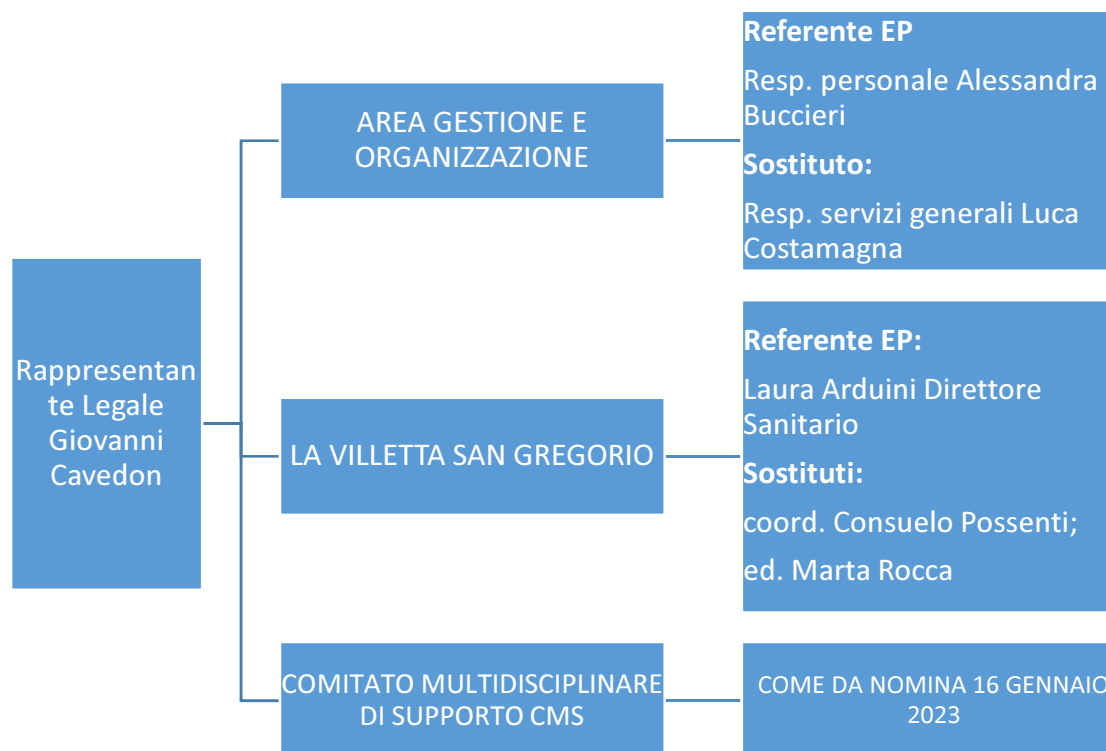 Rappresentan
te Legale
Giovanni
Cavedon
AREA GESTIONE E
ORGANIZZAZIONE
Referente EP
Resp. personale Alessandra
Buccieri
Sostituto:
Resp. servizi generali Luca
Costamagna
LA VILLETTA SAN GREGORIO
Referente EP:
Laura Arduini Direttore
Sanitario
Sostituti:
coord. Consuelo Possenti;
ed. Marta Rocca
COMITATO MULTIDISCIPLINARE
DI SUPPORTO CMS
COME DA NOMINA 16 GENNAIO
2023